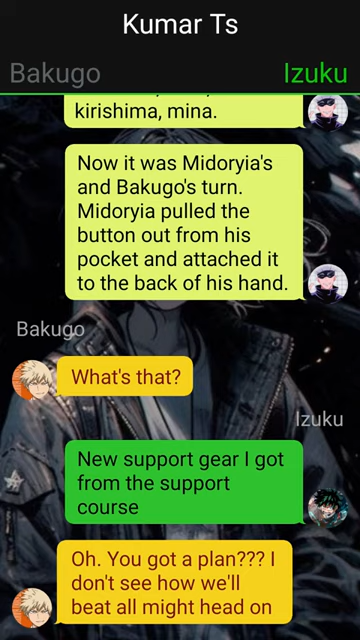 Kumar Ts
Bakugo Izuku
kirishima, mina.
Now it was Midoryia's
and Bakugo's turn.
Midoryia pulled the
button out from his
pocket and attached it
to the back of his hand.
Bakugo
What's that?
Izuku
New support gear I got
from the support
course
Oh. You got a plan??? I
don't see how we'll
beat all might head on